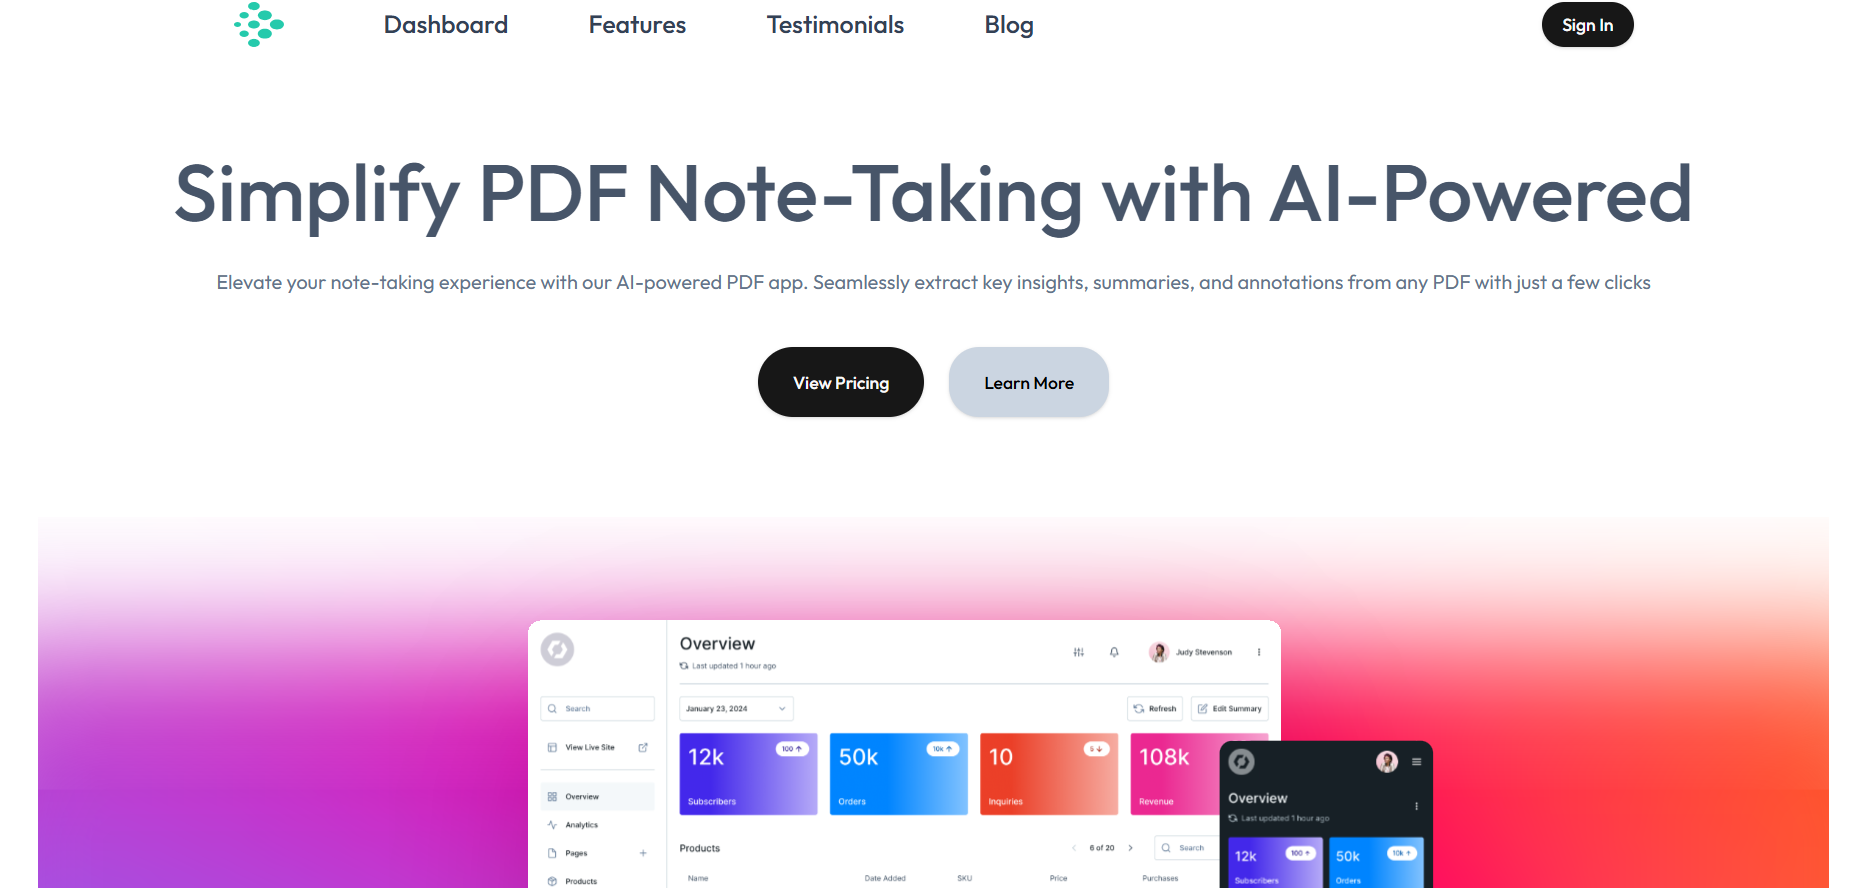 Dashboard Features Testimonials Blog Sign In
Simplify PDF Note-Taking with AI-Powered
Elevate your note-taking experience with our AI-powered PDF app. Seamlessly extract key insights, summaries, and annotations from any PDF with just a few clicks
View Pricing Learn More
Overview
Last updated 1 hour ago
Judy Stevenson
Search
January 23, 2024
Refresh Edit Summary
View Live Site
12k 100 ↑
Subscribers
50k 10k ↑
Orders
10 5 ↓
Inquiries
108k
Revenue
Overview
Analytics
Pages +
Products
Products
6 of 20
Search
Name Date Added SKU Price Purchases
Overview
Last updated 1 hour ago
12k 100 ↑
Subscribers
50k 10k ↑
Orders